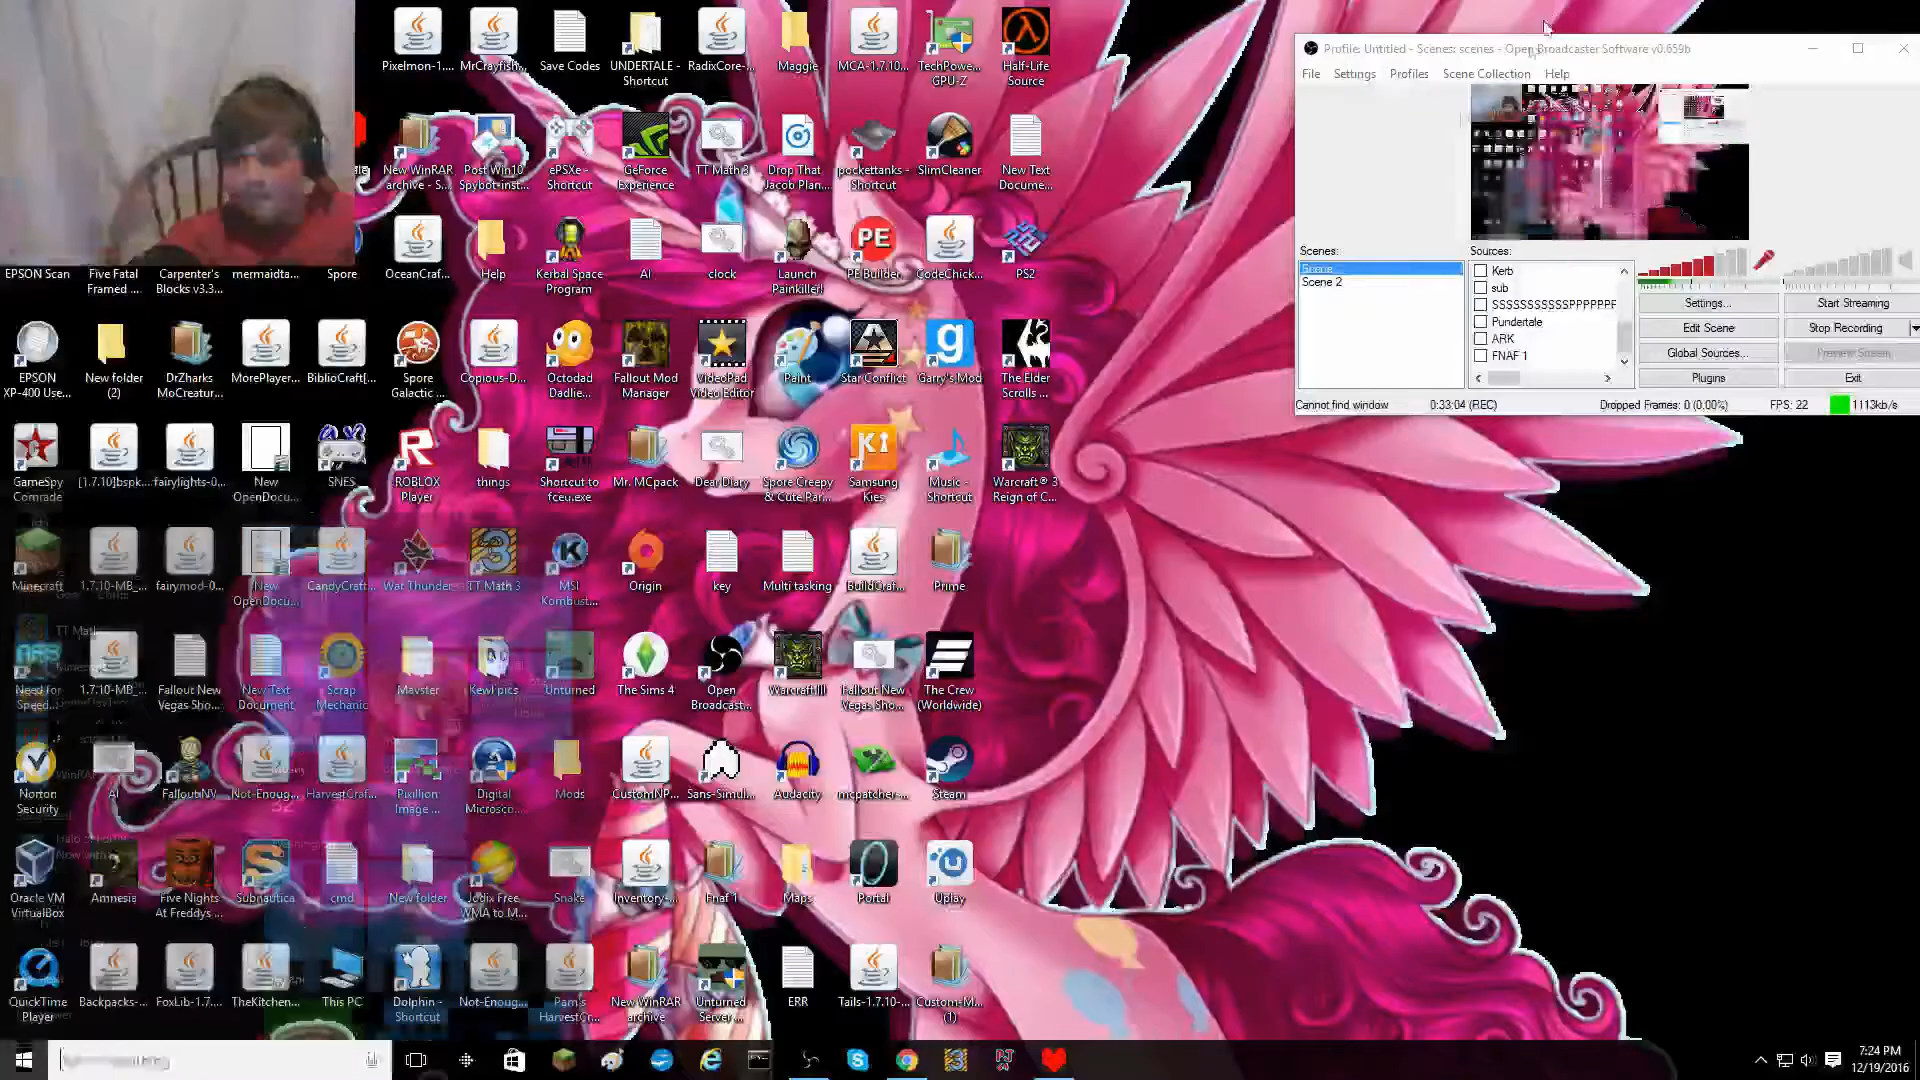 Pixelmon-1....
MrCrayfish...
Save Codes
UNDERTALE - Shortcut
RadixCore-...
Maggie
MCA-1.7.10...
TechPowe... GPU-Z
Half-Life Source
New WinRAR archive - S...
Post Win10 Spybot-inst...
ePSXe - Shortcut
GeForce Experience
TT Math 3
Drop That Jacob Plan...
pockettanks - Shortcut
SlimCleaner
New Text Docume...
EPSON Scan
Five Fatal Framed ...
Carpenter's Blocks v3.3...
mermaidta...
Spore
OceanCraf...
Help
Kerbal Space Program
AI
clock
Launch Painkiller!
PE Builder
CodeChick...
PS2
EPSON XP-400 Use...
New folder (2)
DrZharks MoCreatur...
MorePlayer...
BiblioCraft[...
Spore Galactic ...
Copious-D...
Octodad Dadlie...
Fallout Mod Manager
VideoPad Video Editor
Paint
Star Conflict
Garry's Mod
The Elder Scrolls ...
GameSpy Comrade
[1.7.10]bspk...
fairylights-0...
New OpenDocu...
SNES
ROBLOX Player
things
Shortcut to fceu.exe
Mr. MCpack
Dear Diary
Spore Creepy & Cute Par...
Samsung Kies
Music - Shortcut
Warcraft® 3 Reign of C...
Minecraft
1.7.10-MB_...
fairymod-0...
New OpenDocu...
CandyCraft...
War Thunder
TT Math 3
MSI Kombust...
Origin
key
Multi tasking
BuildCraf...
Prime
Need for Speed...
1.7.10-MB_...
Fallout New Vegas Sho...
New Text Document
Scrap Mechanic
Mavster
Kewl pics
Unturned
The Sims 4
Open Broadcast...
Warcraft III
Fallout New Vegas Sho...
The Crew (Worldwide)
Norton Security
AI
FalloutNV
Not-Enoug...
HarvestCraf...
Pixillion Image ...
Digital Microsco...
Mods
CustomNP...
Sans-Simul...
Audacity
mcpatcher-...
Steam
Oracle VM VirtualBox
Amnesia
Five Nights At Freddys ...
Subnautica
cmd
New folder
Jodix Free WMA to M...
Snake
Inventory-...
Fnaf 1
Maps
Portal
Uplay
QuickTime Player
Backpacks-...
FoxLib-1.7...
TheKitchen...
This PC
Dolphin - Shortcut
Not-Enoug...
Pam's HarvestCr...
New WinRAR archive
Unturned Server ...
ERR
Tails-1.7.10-...
Custom-M... (1)
Profile: Untitled - Scenes: scenes - Open Broadcaster Software v0.659b
File Settings Profiles Scene Collection Help
Scenes:
Sources:
Scene
Scene 2
Kerb
sub
SSSSSSSSSSSPPPPPPF
Pundertale
ARK
FNAF 1
Settings...
Start Streaming
Edit Scene
Stop Recording
Global Sources...
Preview Stream
Plugins
Exit
Cannot find window
0:33:04 (REC)
Dropped Frames: 0 (0.00%)
FPS: 22
1113kb/s
7:24 PM
12/19/2016